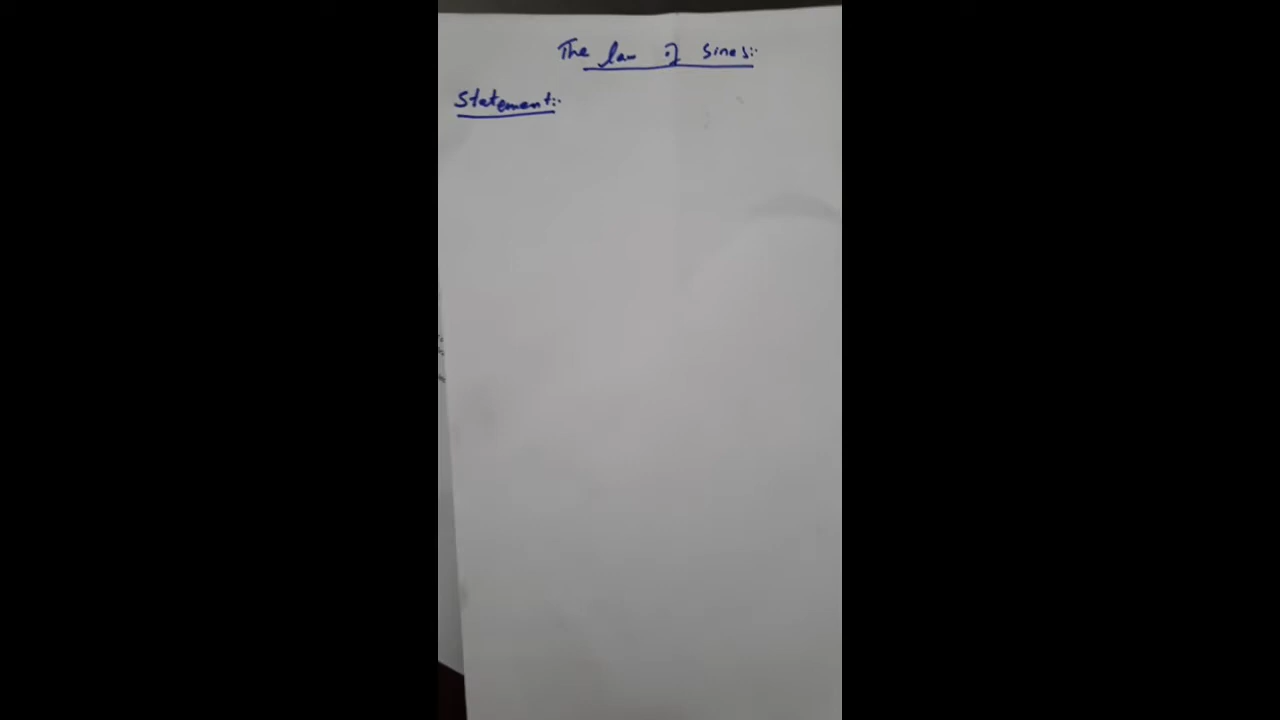 The law of sines:-
Statement:-